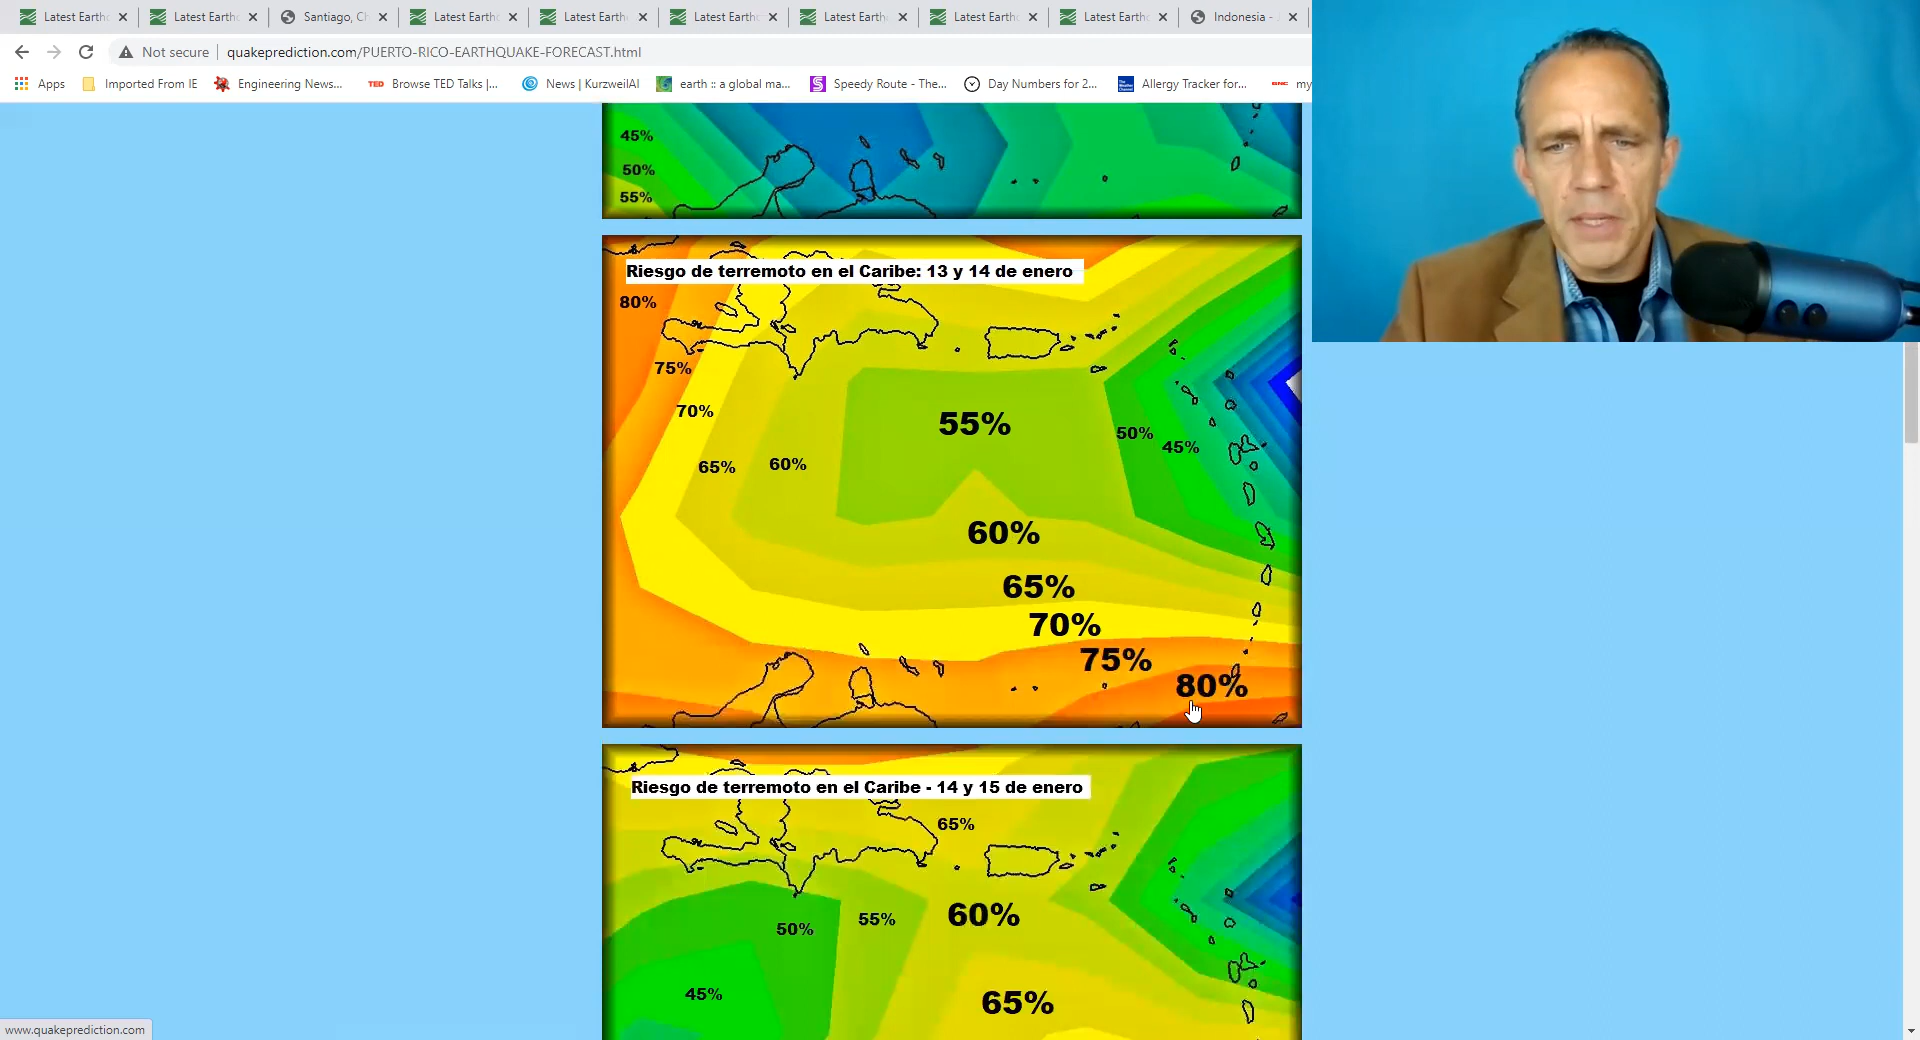 Latest Earth
Latest Earth
Santiago, Ch
Latest Earth
Latest Earth
Latest Earth
Latest Earth
Latest Earth
Latest Earth
Indonesia -
Not secure
quakeprediction.com/PUERTO-RICO-EARTHQUAKE-FORECAST.html
Apps
Imported From IE
Engineering News...
TED
Browse TED Talks |...
News | KurzweilAI
earth :: a global ma...
Speedy Route - The...
Day Numbers for 2...
Allergy Tracker for...
GNC
my
45%
50%
55%
Riesgo de terremoto en el Caribe: 13 y 14 de enero
80%
75%
70%
55%
50%
45%
65%
60%
60%
65%
70%
75%
80%
Riesgo de terremoto en el Caribe - 14 y 15 de enero
65%
60%
55%
50%
45%
65%
www.quakeprediction.com